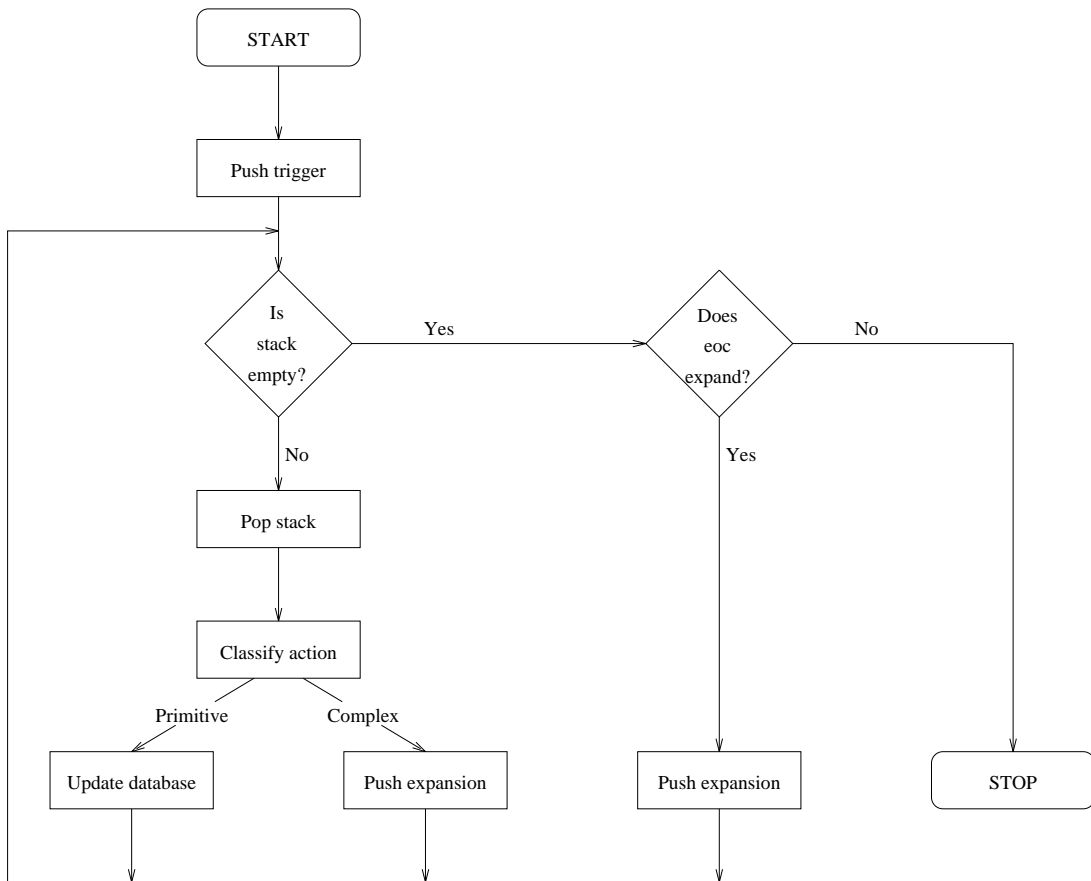 START
Push trigger
Is
stack
empty?
Yes
Does
eoc
expand?
No
No
Yes
Pop stack
Classify action
Primitive
Complex
Update database
Push expansion
Push expansion
STOP